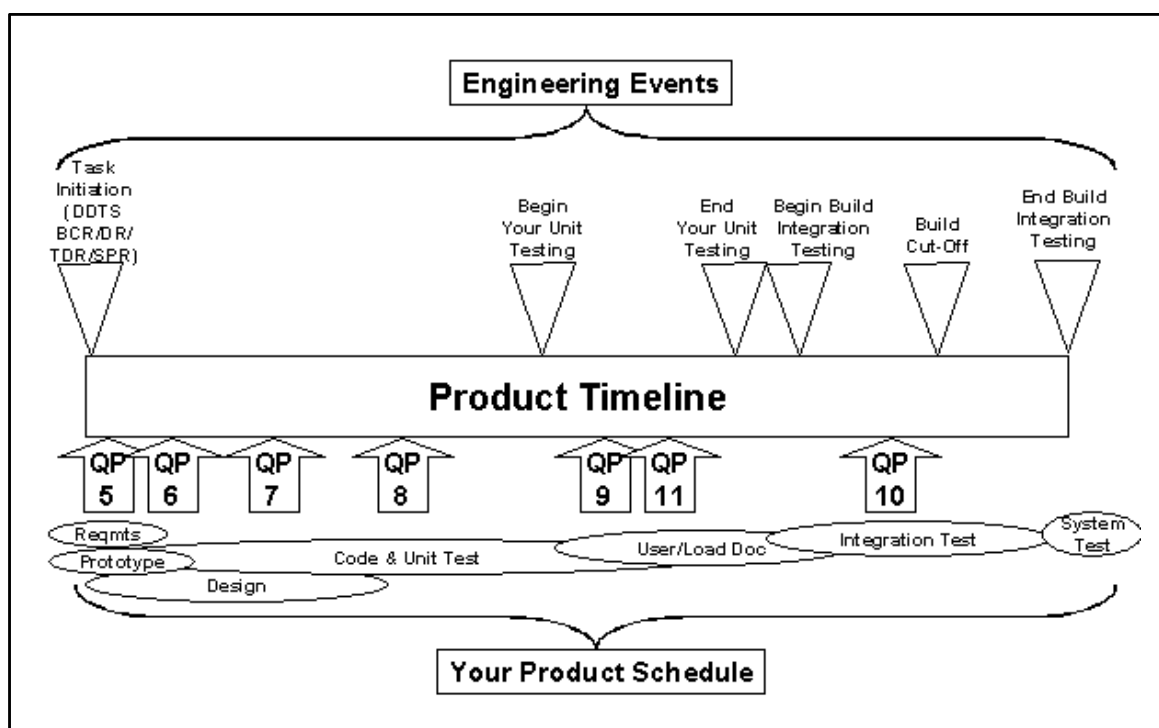 Engineering Events
Task
Initiation
(DDTS
BCR/DR/
TDR/SPR)
Begin
Your Unit
Testing
End
Your Unit
Testing
Begin Build
Integration
Testing
Build
Cut-Off
End Build
Integration
Testing
Product Timeline
QP
5
QP
6
QP
7
QP
8
QP
9
QP
11
QP
10
Reqmts
Prototype
Design
Code & Unit Test
User/Load Doc
Integration Test
System
Test
Your Product Schedule